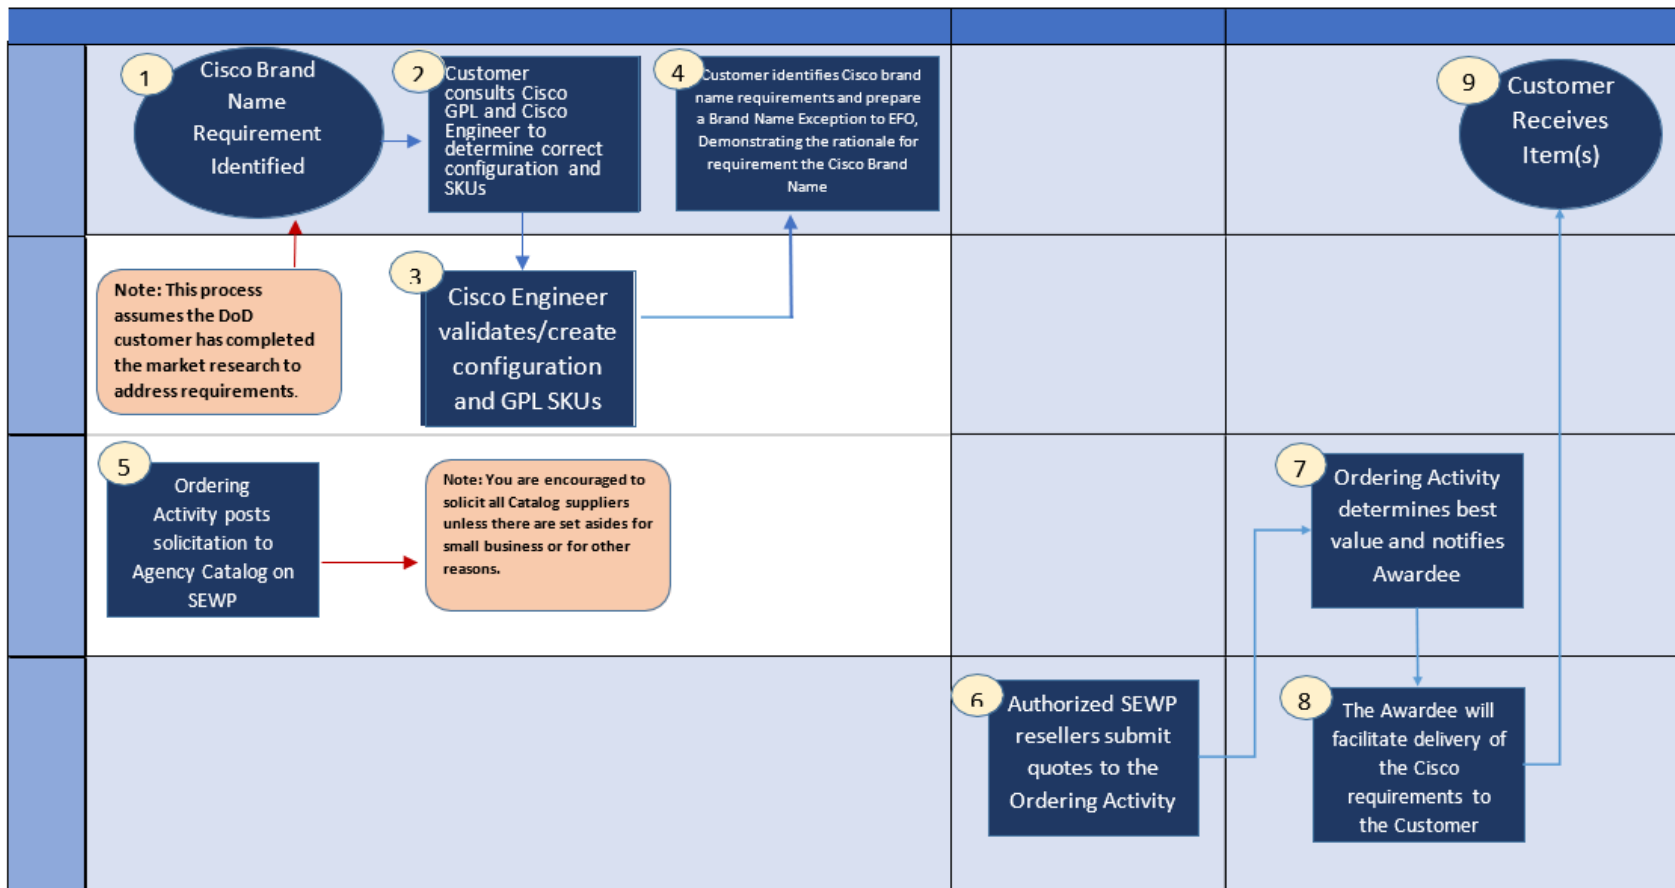 1
Cisco Brand
Name
Requirement
Identified
2
Customer
consults Cisco
GPL and Cisco
Engineer to
determine correct
configuration and
SKUs
4
Customer identifies Cisco brand
name requirements and prepare
a Brand Name Exception to EFO,
Demonstrating the rationale for
requirement the Cisco Brand
Name
9
Customer
Receives
Item(s)
Note: This process
assumes the DoD
customer has completed
the market research to
address requirements.
3
Cisco Engineer
validates/create
configuration
and GPL SKUs
5
Ordering
Activity posts
solicitation to
Agency Catalog on
SEWP
Note: You are encouraged to
solicit all Catalog suppliers
unless there are set asides for
small business or for other
reasons.
7
Ordering Activity
determines best
value and notifies
Awardee
6
Authorized SEWP
resellers submit
quotes to the
Ordering Activity
8
The Awardee will
facilitate delivery of
the Cisco
requirements to
the Customer